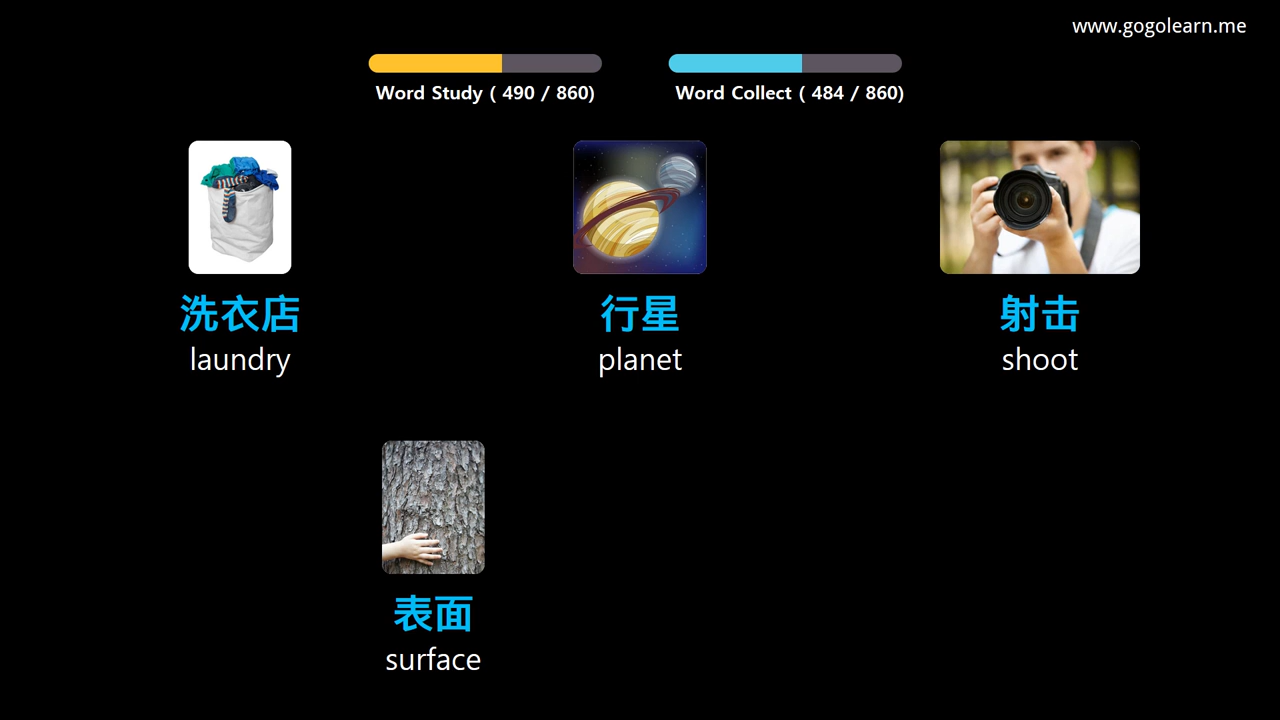 www.gogolearn.me
Word Study ( 490 / 860)
Word Collect ( 484 / 860)
洗衣店
laundry
行星
planet
射击
shoot
表面
surface